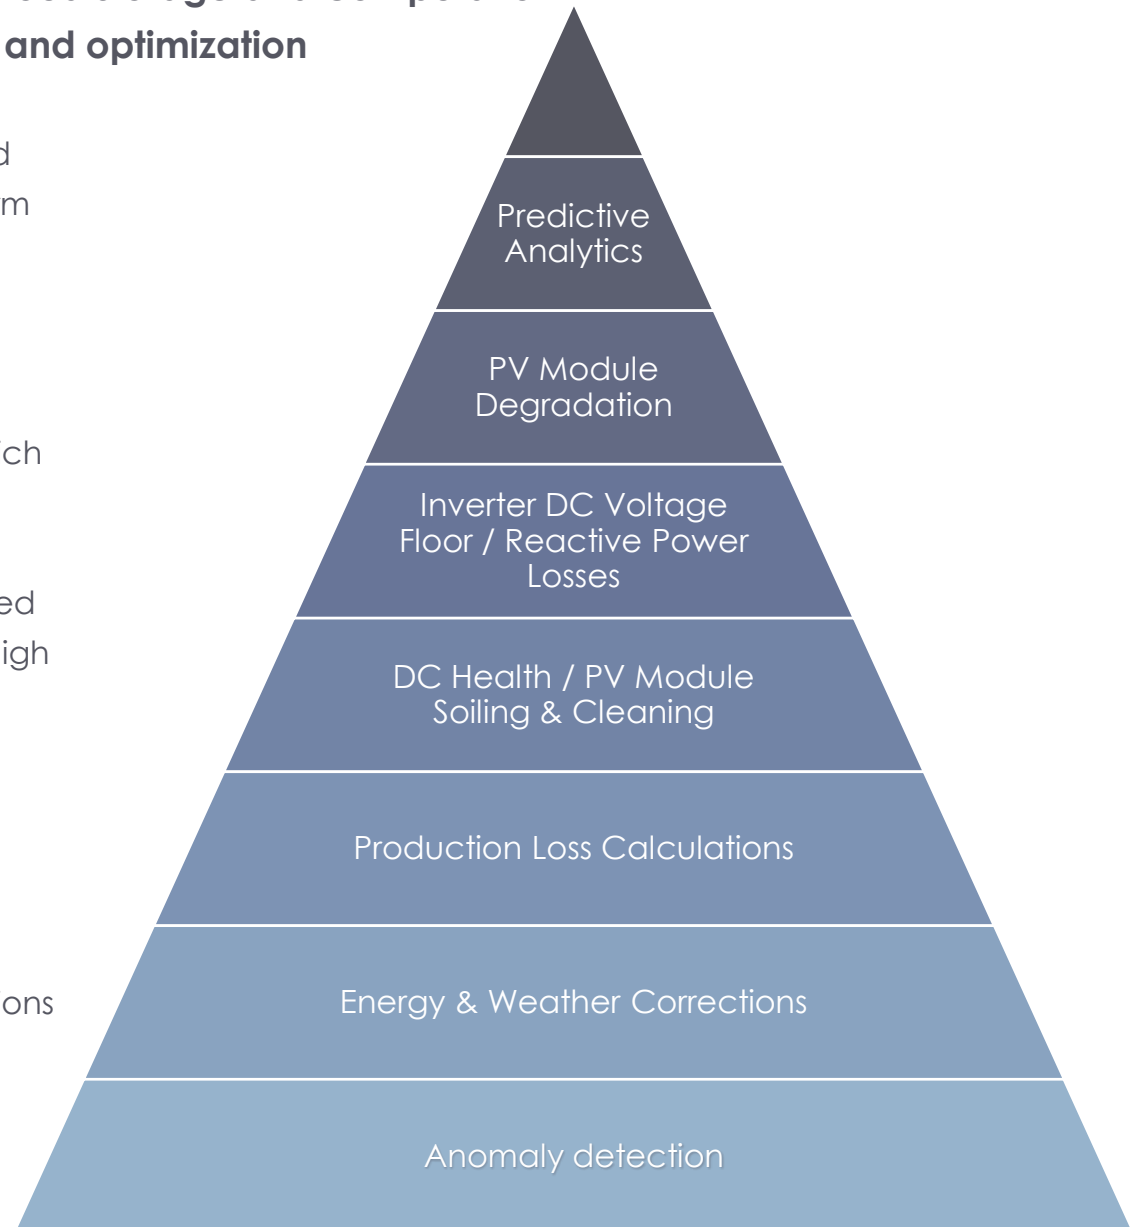 and optimization
Predictive
Analytics
PV Module
Degradation
Inverter DC Voltage
Floor / Reactive Power
Losses
DC Health / PV Module
Soiling & Cleaning
Production Loss Calculations
Energy & Weather Corrections
Anomaly detection